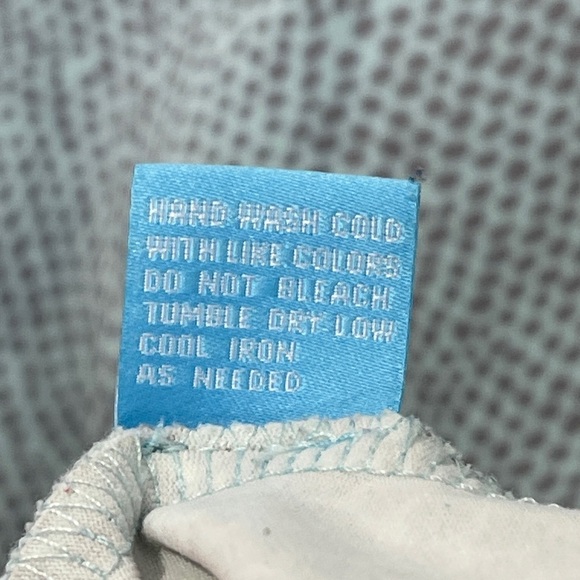 HAND WASH COLD
WITH LIKE COLORS
DO NOT BLEACH
TUMBLE DRY LOW
COOL IRON
AS NEEDED